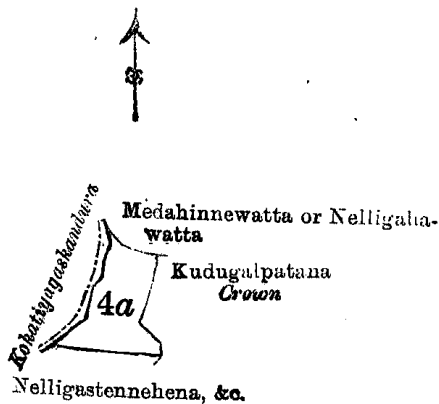 Medahinnewatta or Nelligaha-
watta
Kokatiyagaskandura
Kudugalpatana
Crown
4a
Nelligastennehena, &c.